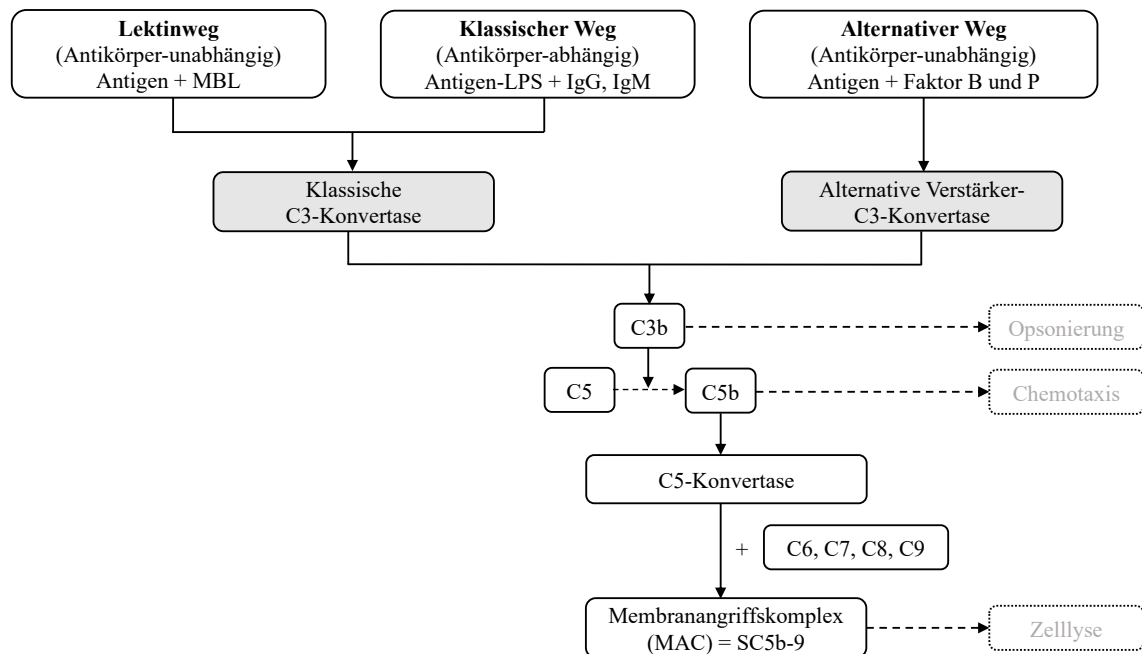 Lektinweg
(Antikörper-unabhängig)
Antigen + MBL
Klassischer Weg
(Antikörper-abhängig)
Antigen-LPS + IgG, IgM
Alternativer Weg
(Antikörper-unabhängig)
Antigen + Faktor B und P
Klassische
C3-Konvertase
Alternative Verstärker-
C3-Konvertase
C3b
Opsonierung
C5
C5b
Chemotaxis
C5-Konvertase
+
C6, C7, C8, C9
Membranangriffskomplex
(MAC) = SC5b-9
Zelllyse